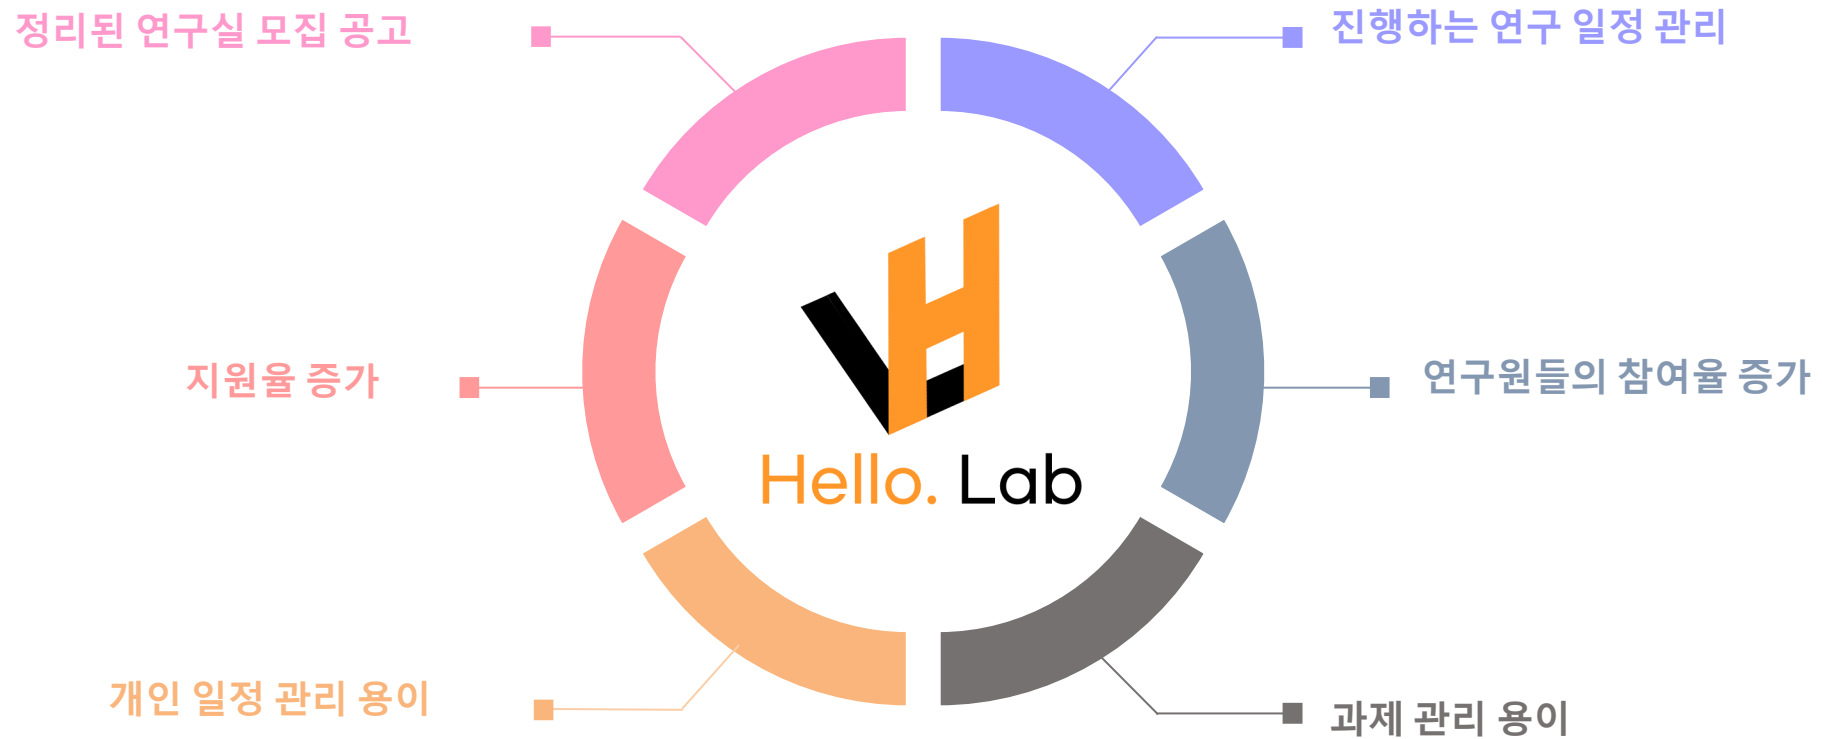 정리된 연구실 모집 공고
진행하는 연구 일정 관리
지원율 증가
연구원들의 참여율 증가
Hello. Lab
개인 일정 관리 용이
과제 관리 용이